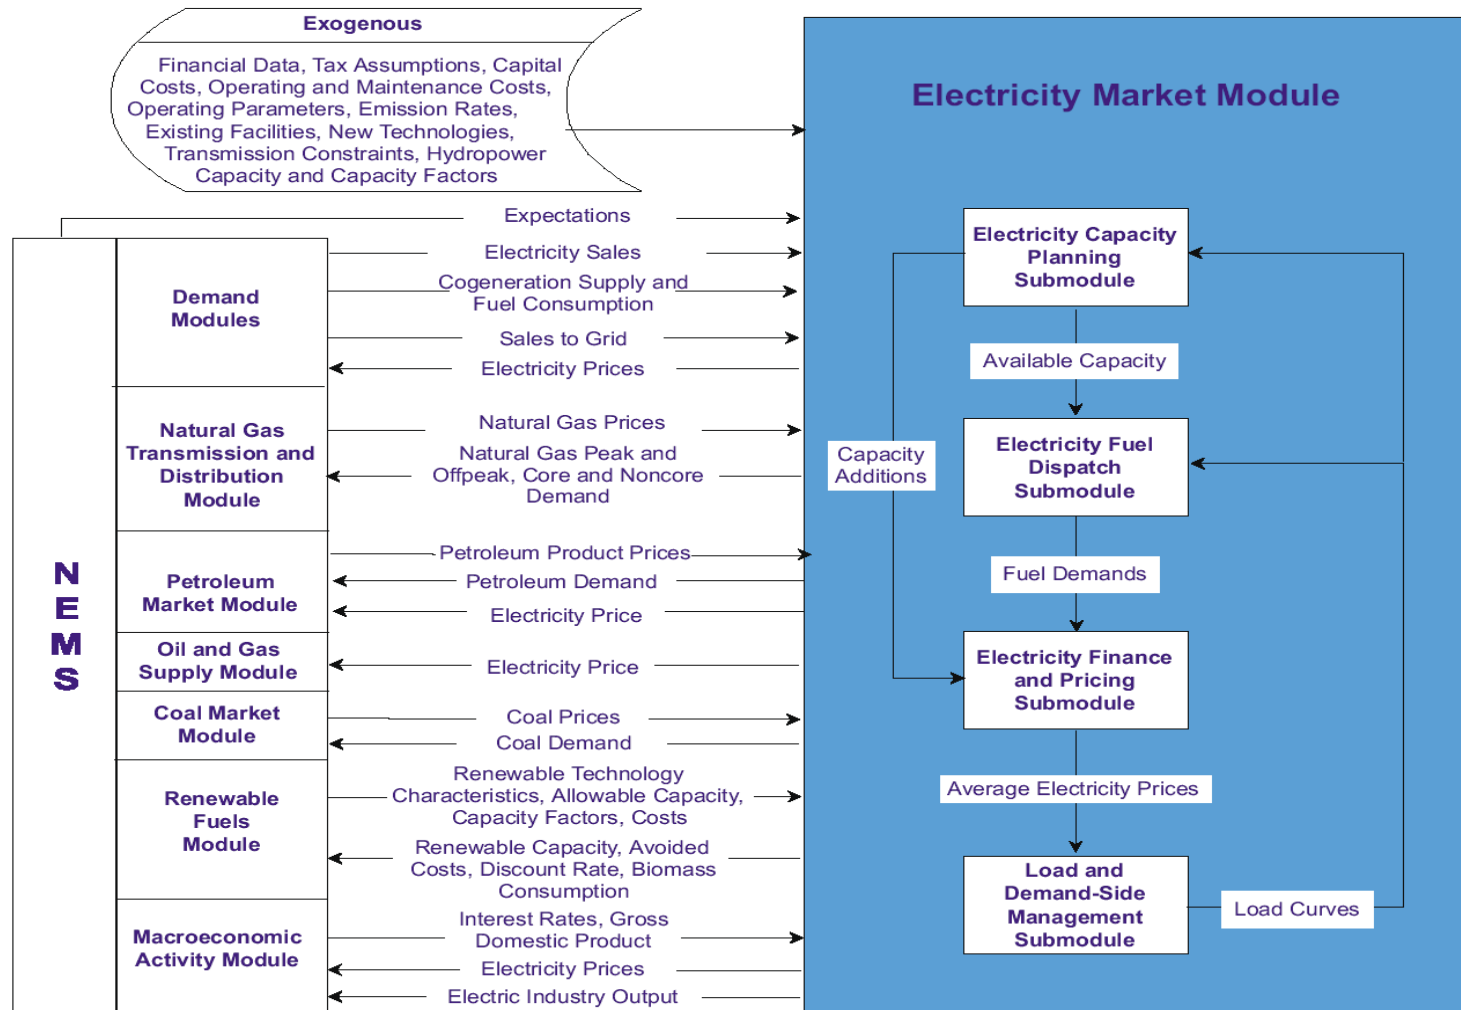 Exogenous
Financial Data, Tax Assumptions, Capital
Costs, Operating and Maintenance Costs,
Operating Parameters, Emission Rates,
Existing Facilities, New Technologies,
Transmission Constraints, Hydropower
Capacity and Capacity Factors
NEMS
Demand
Modules
Natural Gas
Transmission and
Distribution
Module
Petroleum
Market Module
Oil and Gas
Supply Module
Coal Market
Module
Renewable
Fuels
Module
Macroeconomic
Activity Module
Expectations
Electricity Sales
Cogeneration Supply and
Fuel Consumption
Sales to Grid
Electricity Prices
Natural Gas Prices
Natural Gas Peak and
Offpeak, Core and Noncore
Demand
Petroleum Product Prices
Petroleum Demand
Electricity Price
Electricity Price
Coal Prices
Coal Demand
Renewable Technology
Characteristics, Allowable Capacity,
Capacity Factors, Costs
Renewable Capacity, Avoided
Costs, Discount Rate, Biomass
Consumption
Interest Rates, Gross
Domestic Product
Electricity Prices
Electric Industry Output
Electricity Market Module
Electricity Capacity
Planning
Submodule
Available Capacity
Capacity
Additions
Electricity Fuel
Dispatch
Submodule
Fuel Demands
Electricity Finance
and Pricing
Submodule
Average Electricity Prices
Load and
Demand-Side
Management
Submodule
Load Curves